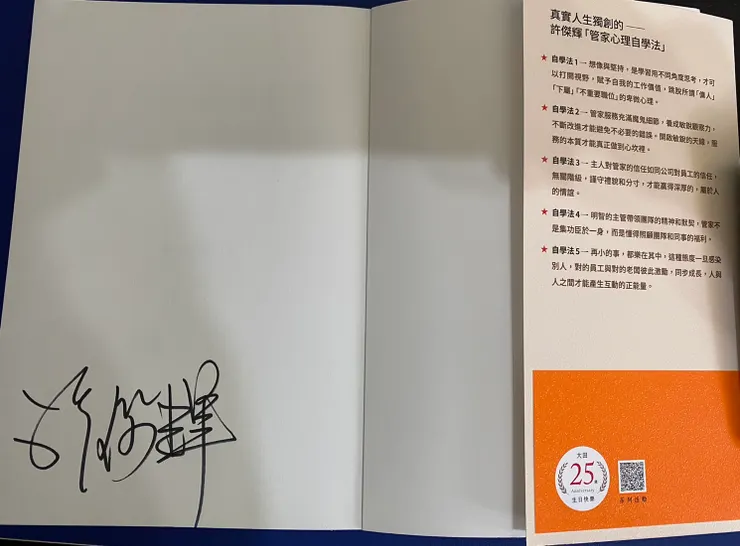 許傑輝
真實人生獨創的——
許傑輝「管家心理自學法」
★ 自學法1—想像與堅持,是學習用不同角度思考,才可
以打開視野,賦予自我的工作價值,跳脫所謂「傭人」
「下屬」「不重要職位」的卑微心理。
★ 自學法2—管家服務充滿魔鬼細節,養成敏銳觀察力,
不斷改進才能避免不必要的錯誤。開啟敏銳的天線,服
務的本質才能真正做到心坎裡。
★ 自學法3—主人對管家的信任如同公司對員工的信任,
無關階級,謹守禮貌和分寸,才能贏得深厚的,屬於人
的情誼。
★ 自學法4—明智的主管帶領團隊的精神和默契,管家不
是集功臣於一身,而是懂得照顧團隊和同事的福利。
★ 自學法5—再小的事,都樂在其中,這種態度一旦感染
別人,對的員工與對的老闆彼此激勵,同步成長,人與
人之間才能產生互動的正能量。
大田
25年
Anniversary
生日快樂
系列活動